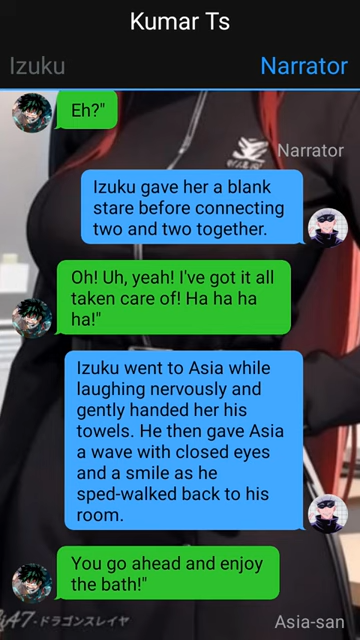 Kumar Ts
Izuku
Narrator
Eh?"
Narrator
Izuku gave her a blank
stare before connecting
two and two together.
Oh! Uh, yeah! I've got it all
taken care of! Ha ha ha
ha!"
Izuku went to Asia while
laughing nervously and
gently handed her his
towels. He then gave Asia
a wave with closed eyes
and a smile as he
sped-walked back to his
room.
You go ahead and enjoy
the bath!"
Asia-san